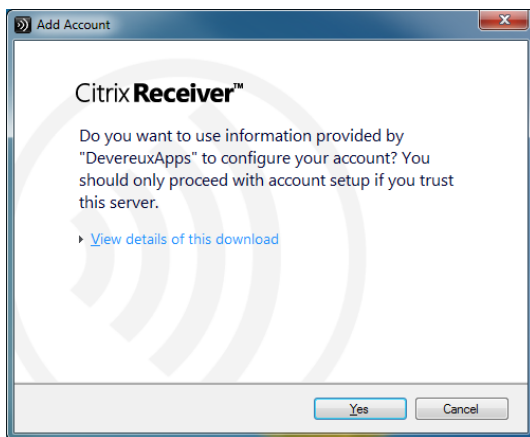 Add Account
Citrix Receiver™
Do you want to use information provided by
"DevereuxApps" to configure your account? You
should only proceed with account setup if you trust
this server.
View details of this download
Yes
Cancel